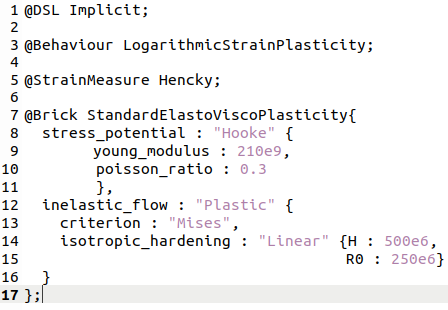 1 @DSL Implicit;
2
3 @Behaviour LogarithmicStrainPlasticity;
4
5 @StrainMeasure Hencky;
6
7 @Brick StandardElastoViscoPlasticity{
8   stress_potential : "Hooke" {
9         young_modulus : 210e9,
10         poisson_ratio : 0.3
11         },
12   inelastic_flow : "Plastic" {
13     criterion : "Mises",
14     isotropic_hardening : "Linear" {H : 500e6,
15                                     R0 : 250e6}
16   }
17 };